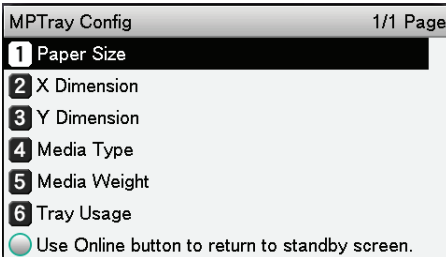 MPTray Config 1/1 Page
1 Paper Size
2 X Dimension
3 Y Dimension
4 Media Type
5 Media Weight
6 Tray Usage
Use Online button to return to standby screen.